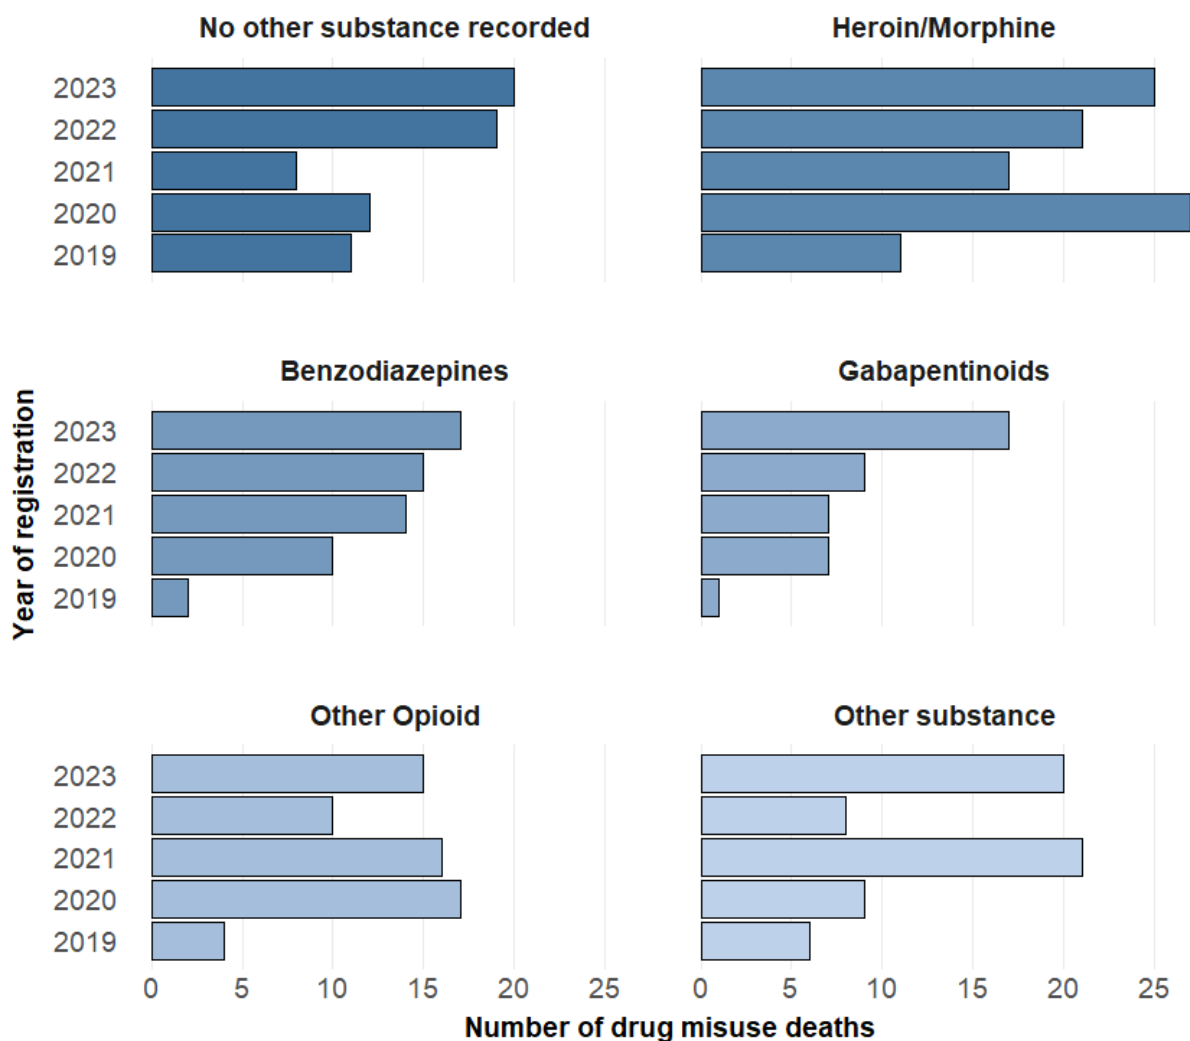 No other substance recorded
Heroin/Morphine
2023
2022
2021
2020
2019
Benzodiazepines
Gabapentinoids
2023
2022
2021
2020
2019
Year of registration
Other Opioid
Other substance
2023
2022
2021
2020
2019
0 5 10 15 20 25
0 5 10 15 20 25
Number of drug misuse deaths